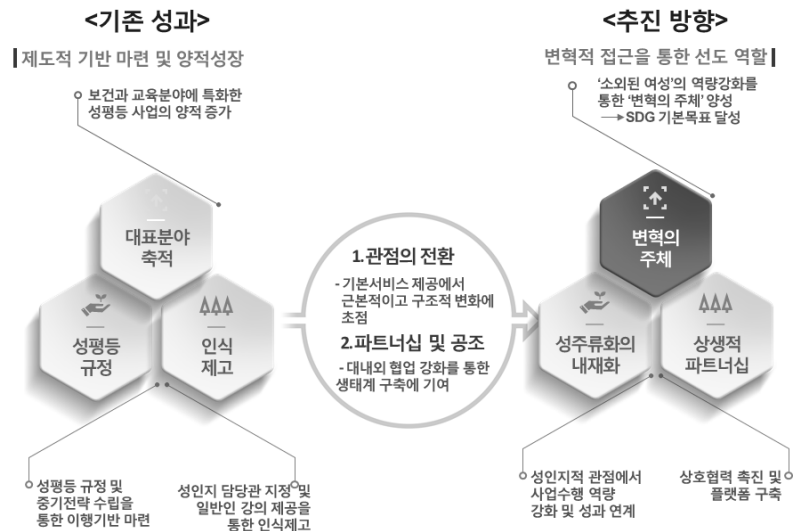 <기존 성과>
제도적 기반 마련 및 양적성장
보건과 교육분야에 특화한
성평등 사업의 양적 증가
대표분야
축적
성평등
규정
인식
제고
성평등 규정 및
중기전략 수립을
통한 이행기반 마련
성인지 담당관 지정 및
일반인 강의 제공을
통한 인식제고
1.관점의 전환
- 기본서비스 제공에서
근본적이고 구조적 변화에
초점
2.파트너십 및 공조
- 대내외 협업 강화를 통한
생태계 구축에 기여
<추진 방향>
변혁적 접근을 통한 선도 역할
‘소외된 여성’의 역량강화를
통한 ‘변혁의 주체’ 양성
→SDG 기본목표 달성
변혁의
주체
성주류화의
내재화
상생적
파트너십
성인지적 관점에서
사업수행 역량
강화 및 성과 연계
상호협력 촉진 및
플랫폼 구축